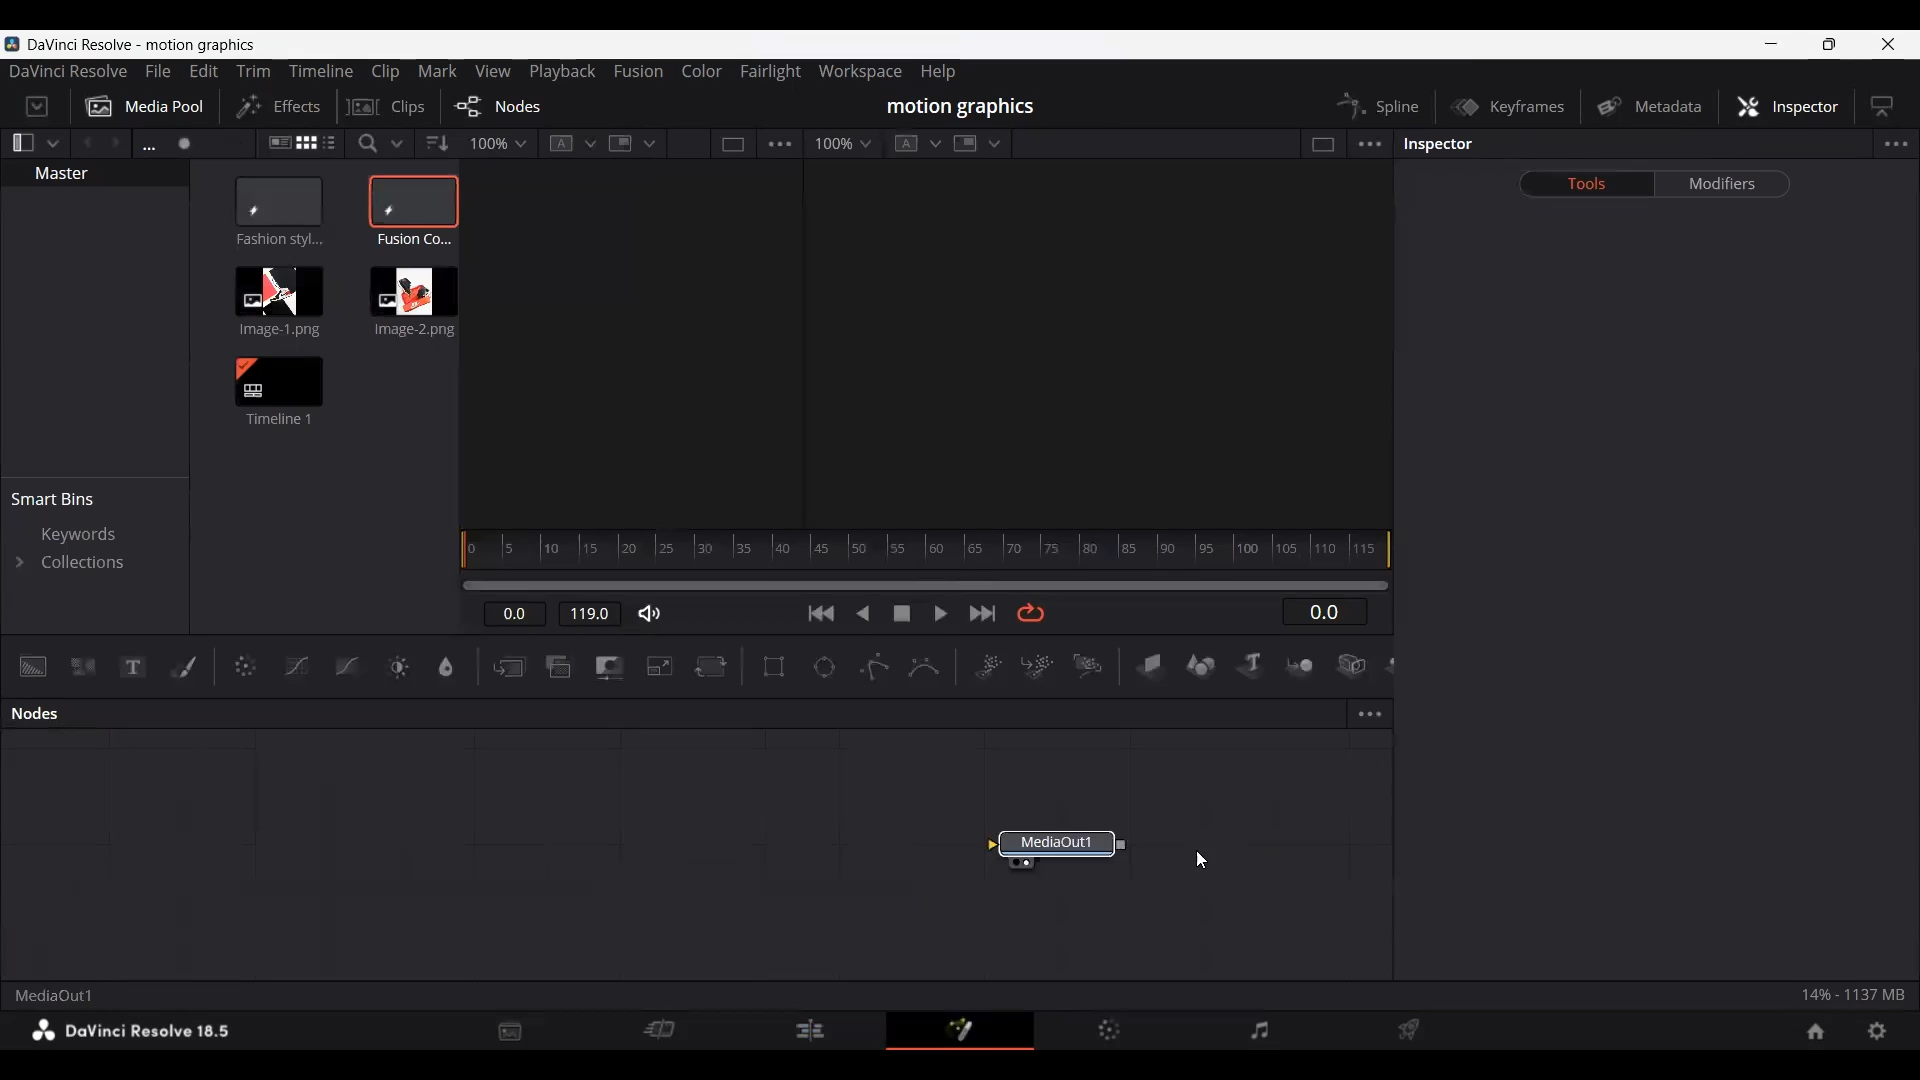 DaVinci Resolve - motion graphics
DaVinci Resolve File Edit Trim Timeline Clip Mark View Playback Fusion Color Fairlight Workspace Help
Media Pool Effects Clips Nodes motion graphics Spline Keyframes Metadata Inspector
... 100% A 100% A Inspector
Master
Tools Modifiers
Fashion styl... Fusion Co...
Image-1.png Image-2.png
Timeline 1
Smart Bins
Keywords
Collections
0 5 10 15 20 25 30 35 40 45 50 55 60 65 70 75 80 85 90 95 100 105 110 115
0.0 119.0 0.0
T T
Nodes
MediaOut1
MediaOut1 14% - 1137 MB
DaVinci Resolve 18.5